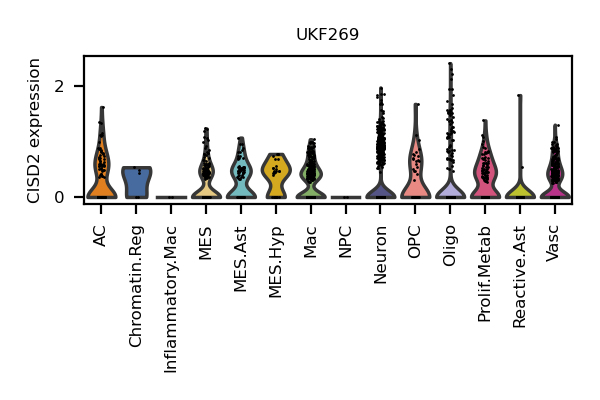 UKF269
CISD2 expression
2
0
AC
Chromatin.Reg
Inflammatory.Mac
MES
MES.Ast
MES.Hyp
Mac
NPC
Neuron
OPC
Oligo
Prolif.Metab
Reactive.Ast
Vasc